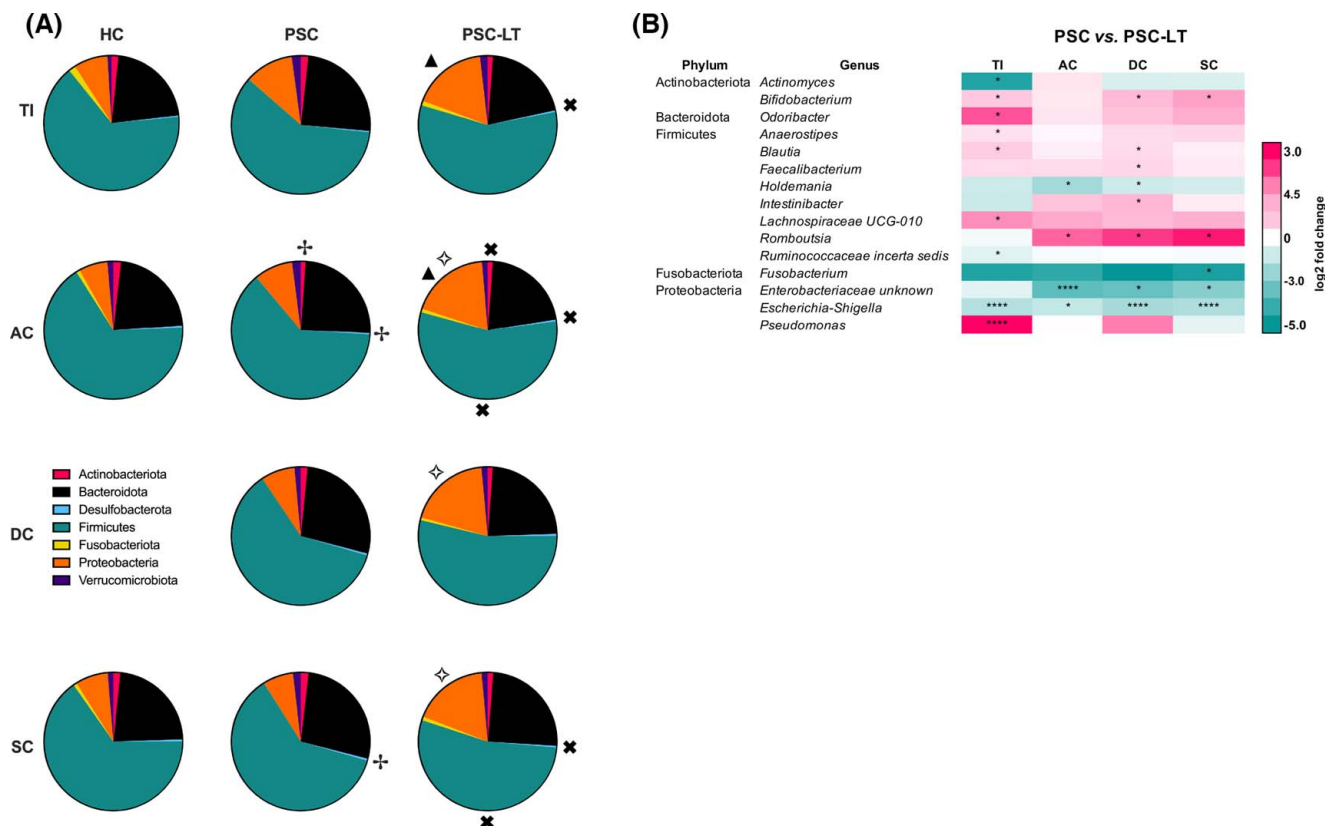 (A)
HC PSC PSC-LT
TI
AC
DC
SC
Actinobacteriota
Bacteroidota
Desulfobacterota
Firmicutes
Fusobacteriota
Proteobacteria
Verrucomicrobiota
(B)
PSC vs. PSC-LT
Phylum Genus TI AC DC SC
Actinobacteriota Actinomyces *
Bifidobacterium * * *
Bacteroidota Odoribacter *
Firmicutes Anaerostipes *
Blautia * *
Faecalibacterium *
Holdemania * *
Intestinibacter *
Lachnospiraceae UCG-010 *
Romboutsia * * *
Ruminococcaceae incerta sedis *
Fusobacteriota Fusobacterium *
Proteobacteria Enterobacteriaceae unknown **** * *
Escherichia-Shigella **** * **** ****
Pseudomonas ****
3.0
4.5
0
-3.0
-5.0
log2 fold change